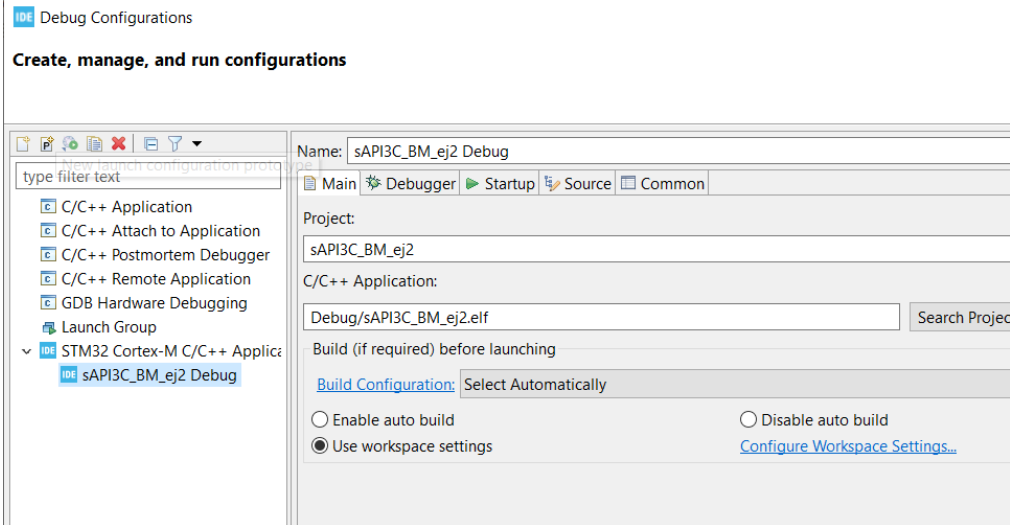 IDE Debug Configurations
Create, manage, and run configurations
New launch configuration prototype
type filter text
C/C++ Application
C/C++ Attach to Application
C/C++ Postmortem Debugger
C/C++ Remote Application
GDB Hardware Debugging
Launch Group
IDE STM32 Cortex-M C/C++ Applica
IDE sAPI3C_BM_ej2 Debug
Name: sAPI3C_BM_ej2 Debug
Main Debugger Startup Source Common
Project:
sAPI3C_BM_ej2
C/C++ Application:
Debug/sAPI3C_BM_ej2.elf Search Projec
Build (if required) before launching
Build Configuration: Select Automatically
Enable auto build Disable auto build
Use workspace settings Configure Workspace Settings...